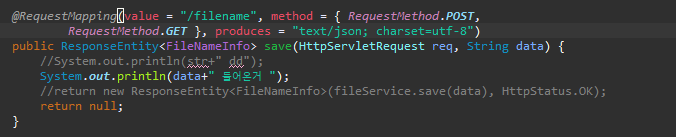 @RequestMapping(value = "/filename", method = { RequestMethod.POST,
RequestMethod.GET }, produces = "text/json; charset=utf-8")
public ResponseEntity<FileNameInfo> save(HttpServletRequest req, String data) {
//System.out.println(str+" dd");
System.out.println(data+" 들어온거 ");
//return new ResponseEntity<FileNameInfo>(fileService.save(data), HttpStatus.OK);
return null;
}